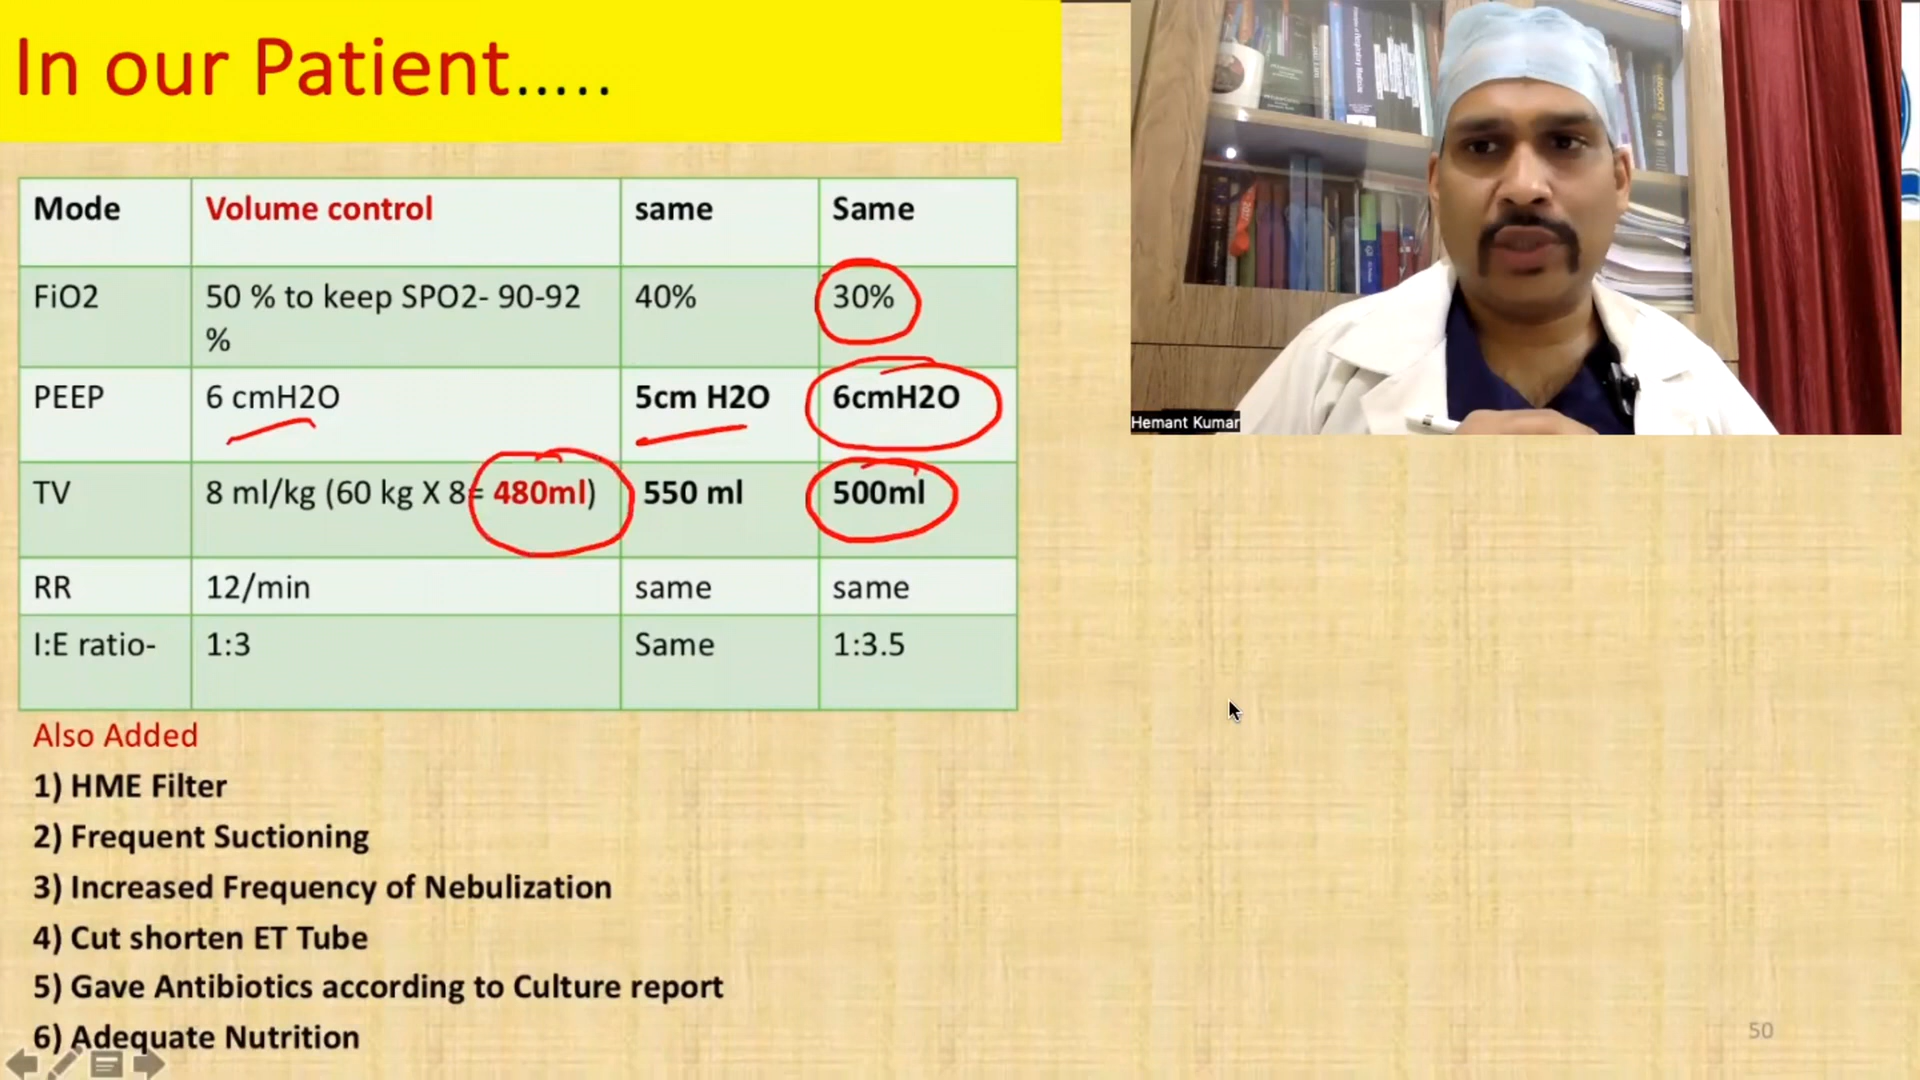 In our Patient.....
Mode Volume control same Same
FiO2 50 % to keep SPO2- 90-92 40% 30%
%
PEEP 6 cmH2O 5cm H2O 6cmH2O
TV 8 ml/kg (60 kg X 8= 480ml) 550 ml 500ml
RR 12/min same same
I:E ratio- 1:3 Same 1:3.5
Also Added
1) HME Filter
2) Frequent Suctioning
3) Increased Frequency of Nebulization
4) Cut shorten ET Tube
5) Gave Antibiotics according to Culture report
6) Adequate Nutrition
Hemant Kumar
50